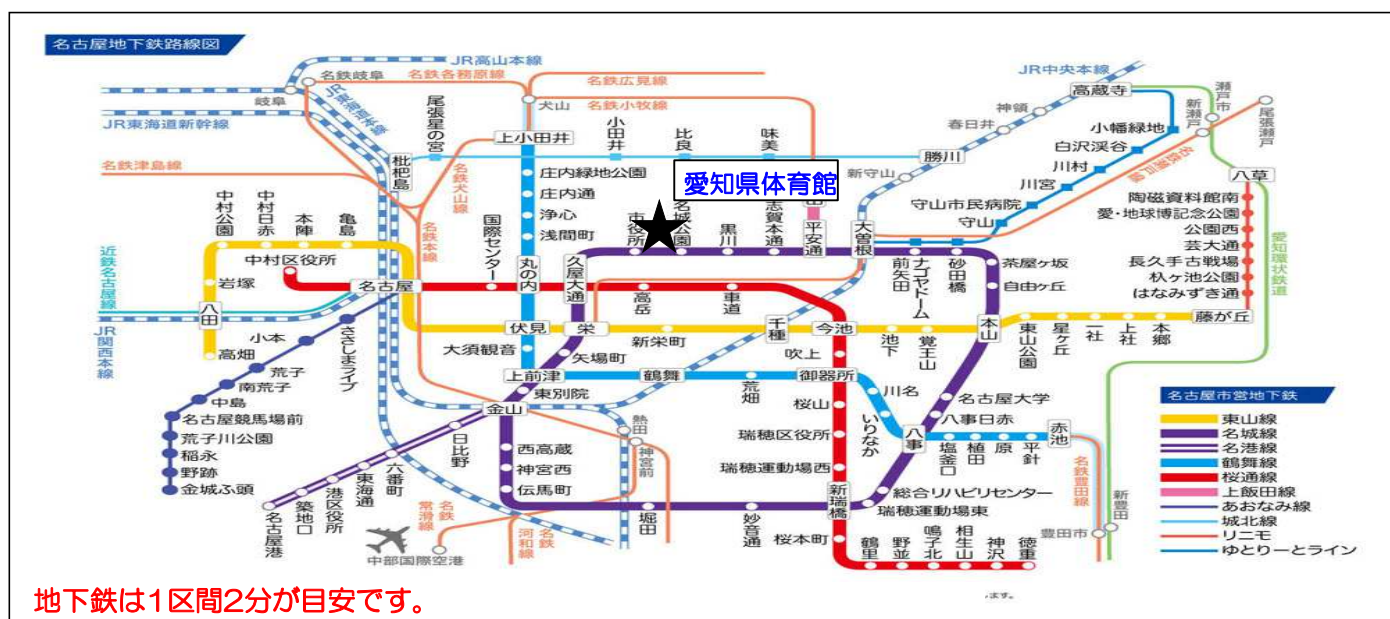 名古屋地下鉄路線図
JR高山本線
名鉄岐阜
名鉄各務原線
岐阜
JR東海道本線
JR東海道新幹線
名鉄広見線
犬山
名鉄小牧線
JR中央本線
高蔵寺
瀬戸市
新瀬戸
尾張瀬戸
神領
春日井
小幡緑地
白沢渓谷
名鉄瀬戸線
川村
川宮
守山市民病院
守山
八草
尾張星の宮
上小田井
小田井
比良
味美
勝川
新守山
枇杷島
名鉄津島線
名鉄犬山線
名鉄本線
愛知県体育館
庄内緑地公園
庄内通
浄心
浅間町
中村公園
中村日赤
本陣
亀島
国際センター
丸の内
久屋大通
市役所
名城公園
黒川
志賀本通
平安通
大曽根
前矢田
ナゴヤドーム
砂田橋
茶屋ヶ坂
自由ヶ丘
陶磁資料館南
愛・地球博記念公園
公園西
芸大通
長久手古戦場
杁ヶ池公園
はなみずき通
愛知環状鉄道
近鉄名古屋線
中村区役所
岩塚
八田
名古屋
高岳
車道
伏見
栄
新栄町
千種
今池
池下
覚王山
本山
東山公園
星ヶ丘
一社
上社
本郷
藤が丘
JR関西本線
高畑
小本
ささしまライブ
荒子
南荒子
中島
名古屋競馬場前
荒子川公園
稲永
野跡
金城ふ頭
大須観音
矢場町
吹上
上前津
鶴舞
荒畑
御器所
川名
いりなか
名古屋大学
八事日赤
八事
塩釜口
植田
原
平針
赤池
東別院
金山
桜山
瑞穂区役所
瑞穂運動場西
新瑞橋
総合リハビリセンター
瑞穂運動場東
日比野
六番町
東海通
港区役所
築地口
名古屋港
西高蔵
神宮西
伝馬町
熱田
神宮前
堀田
妙音通
桜本町
鶴里
野並
鳴子北
相生山
神沢
徳重
名鉄常滑線
名鉄河和線
中部国際空港
名鉄豊田線
豊田市
新豊田
名古屋市営地下鉄
東山線
名城線
名港線
鶴舞線
桜通線
上飯田線
あおなみ線
城北線
リニモ
ゆとりーとライン
ます。
地下鉄は1区間2分が目安です。